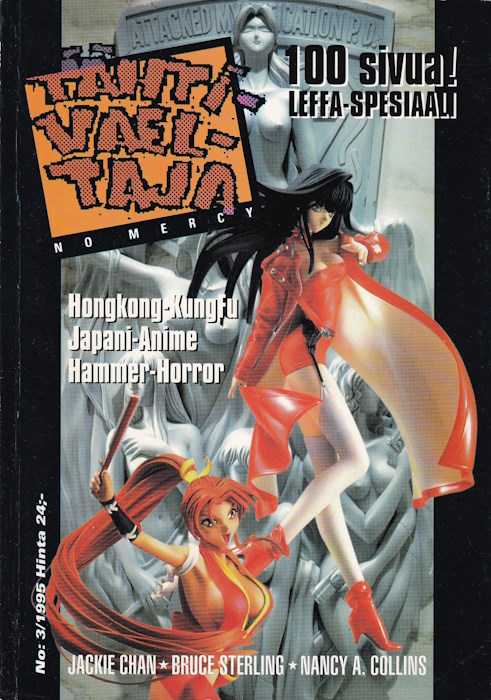 ATTACKED MYSTIFICATION P.D.
100 sivua!
LEFFA-SPESIAALI
TÄHTI-
VAEL-
TAJA
NO MERCY
Hongkong-Kungfu
Japani-Anime
Hammer-Horror
No: 3/1995 Hinta 24;-
JACKIE CHAN ★ BRUCE STERLING ★ NANCY A. COLLINS